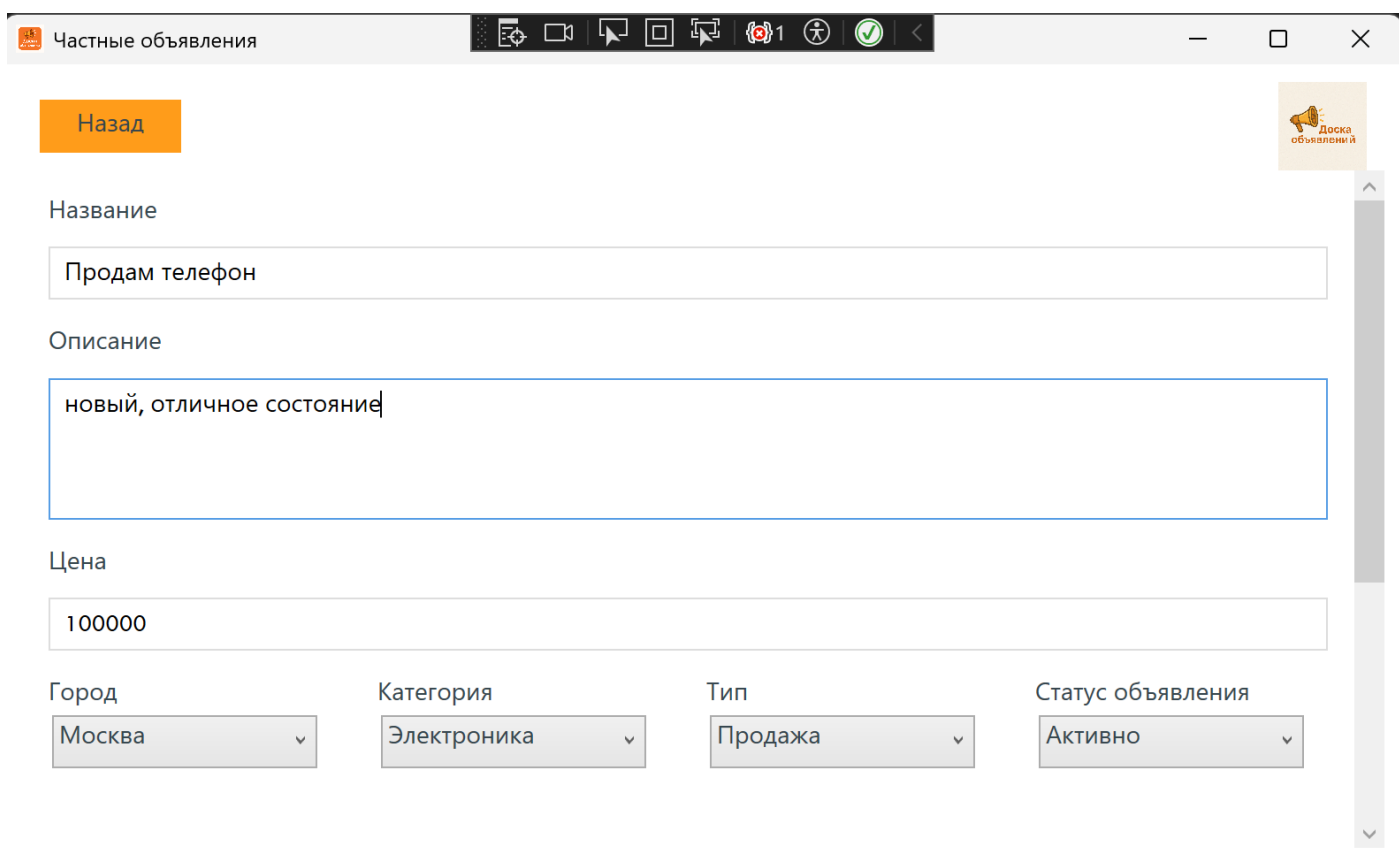 Частные объявления
1
Назад
Доска
объявлений
Название
Продам телефон
Описание
новый, отличное состояние
Цена
100000
Город Категория Тип Статус объявления
Москва Электроника Продажа Активно